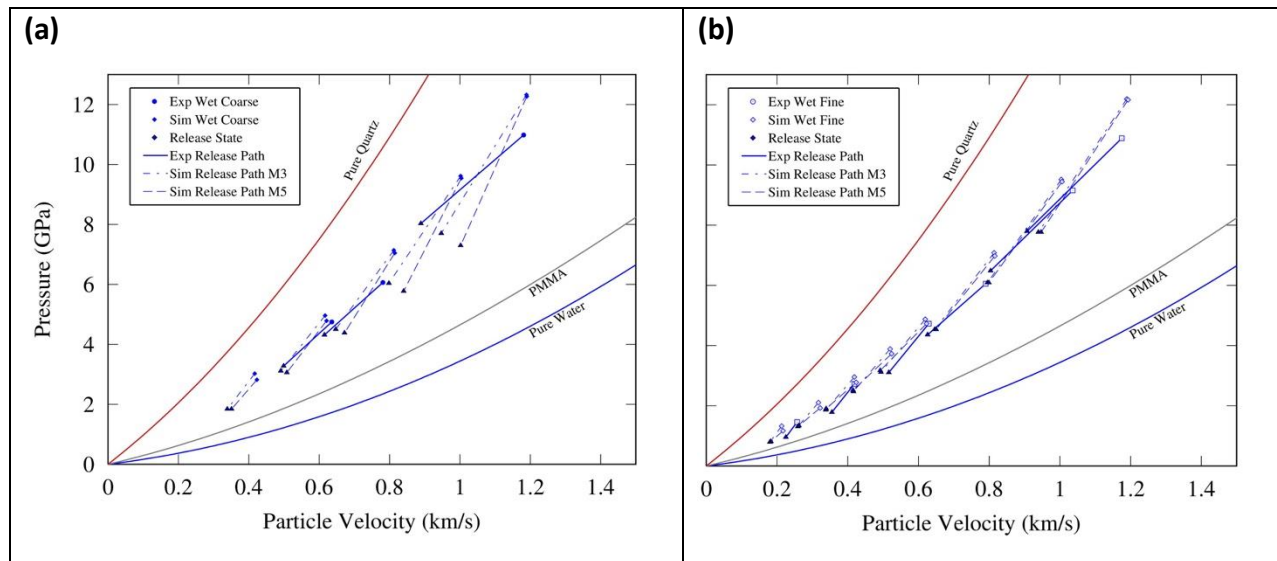 (a)
Exp Wet Coarse
Sim Wet Coarse
Release State
Exp Release Path
Sim Release Path M3
Sim Release Path M5
Pure Quartz
PMMA
Pure Water
12
10
8
6
4
2
0
Pressure (GPa)
0 0.2 0.4 0.6 0.8 1 1.2 1.4
Particle Velocity (km/s)
(b)
Exp Wet Fine
Sim Wet Fine
Release State
Exp Release Path
Sim Release Path M3
Sim Release Path M5
Pure Quartz
PMMA
Pure Water
0 0.2 0.4 0.6 0.8 1 1.2 1.4
Particle Velocity (km/s)